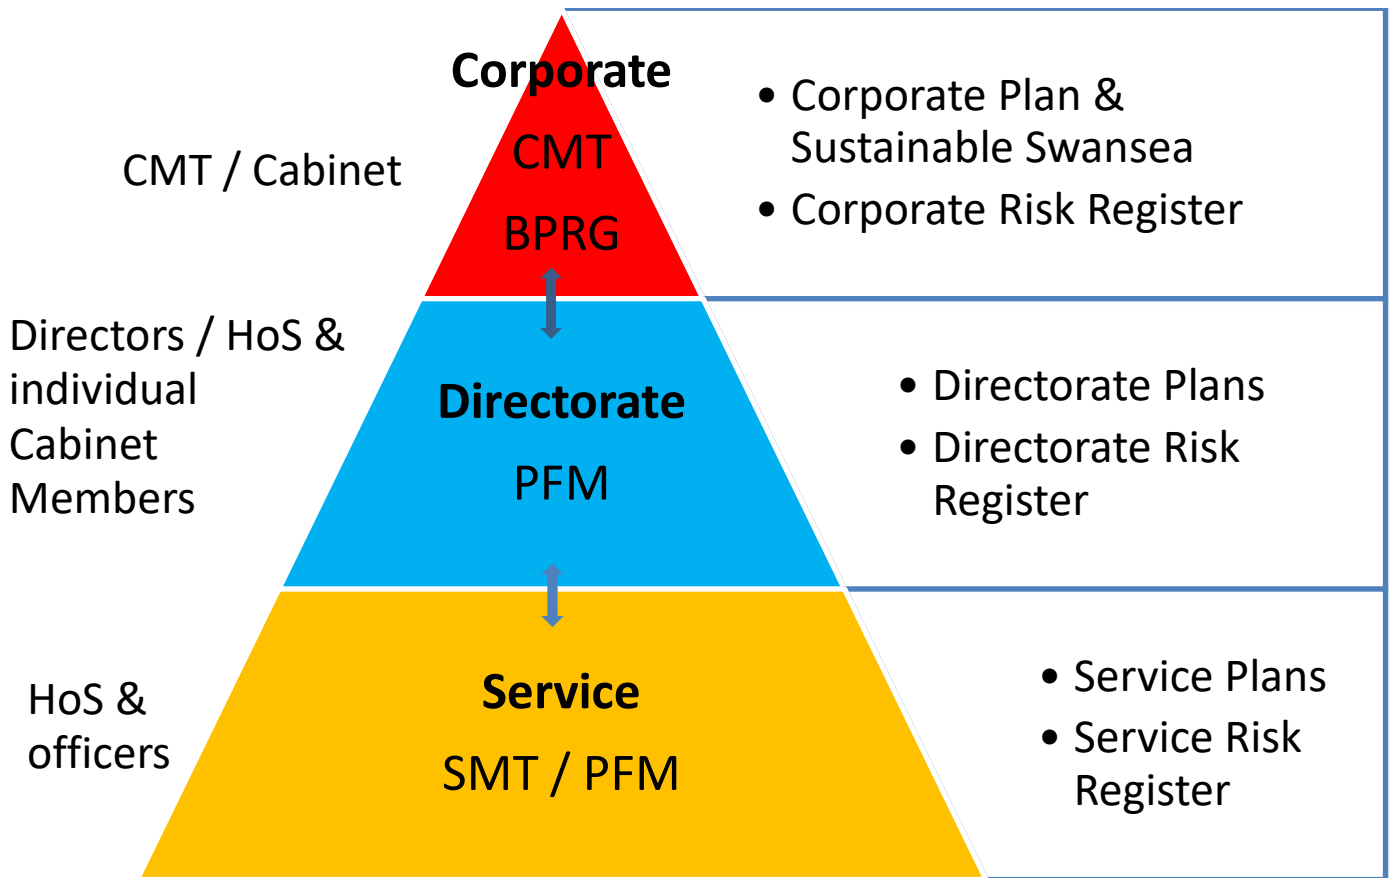 Corporate
CMT
BPRG
CMT / Cabinet
• Corporate Plan &
Sustainable Swansea
• Corporate Risk Register
Directors / HoS &
individual
Cabinet
Members
Directorate
PFM
• Directorate Plans
• Directorate Risk
Register
HoS &
officers
Service
SMT / PFM
• Service Plans
• Service Risk
Register